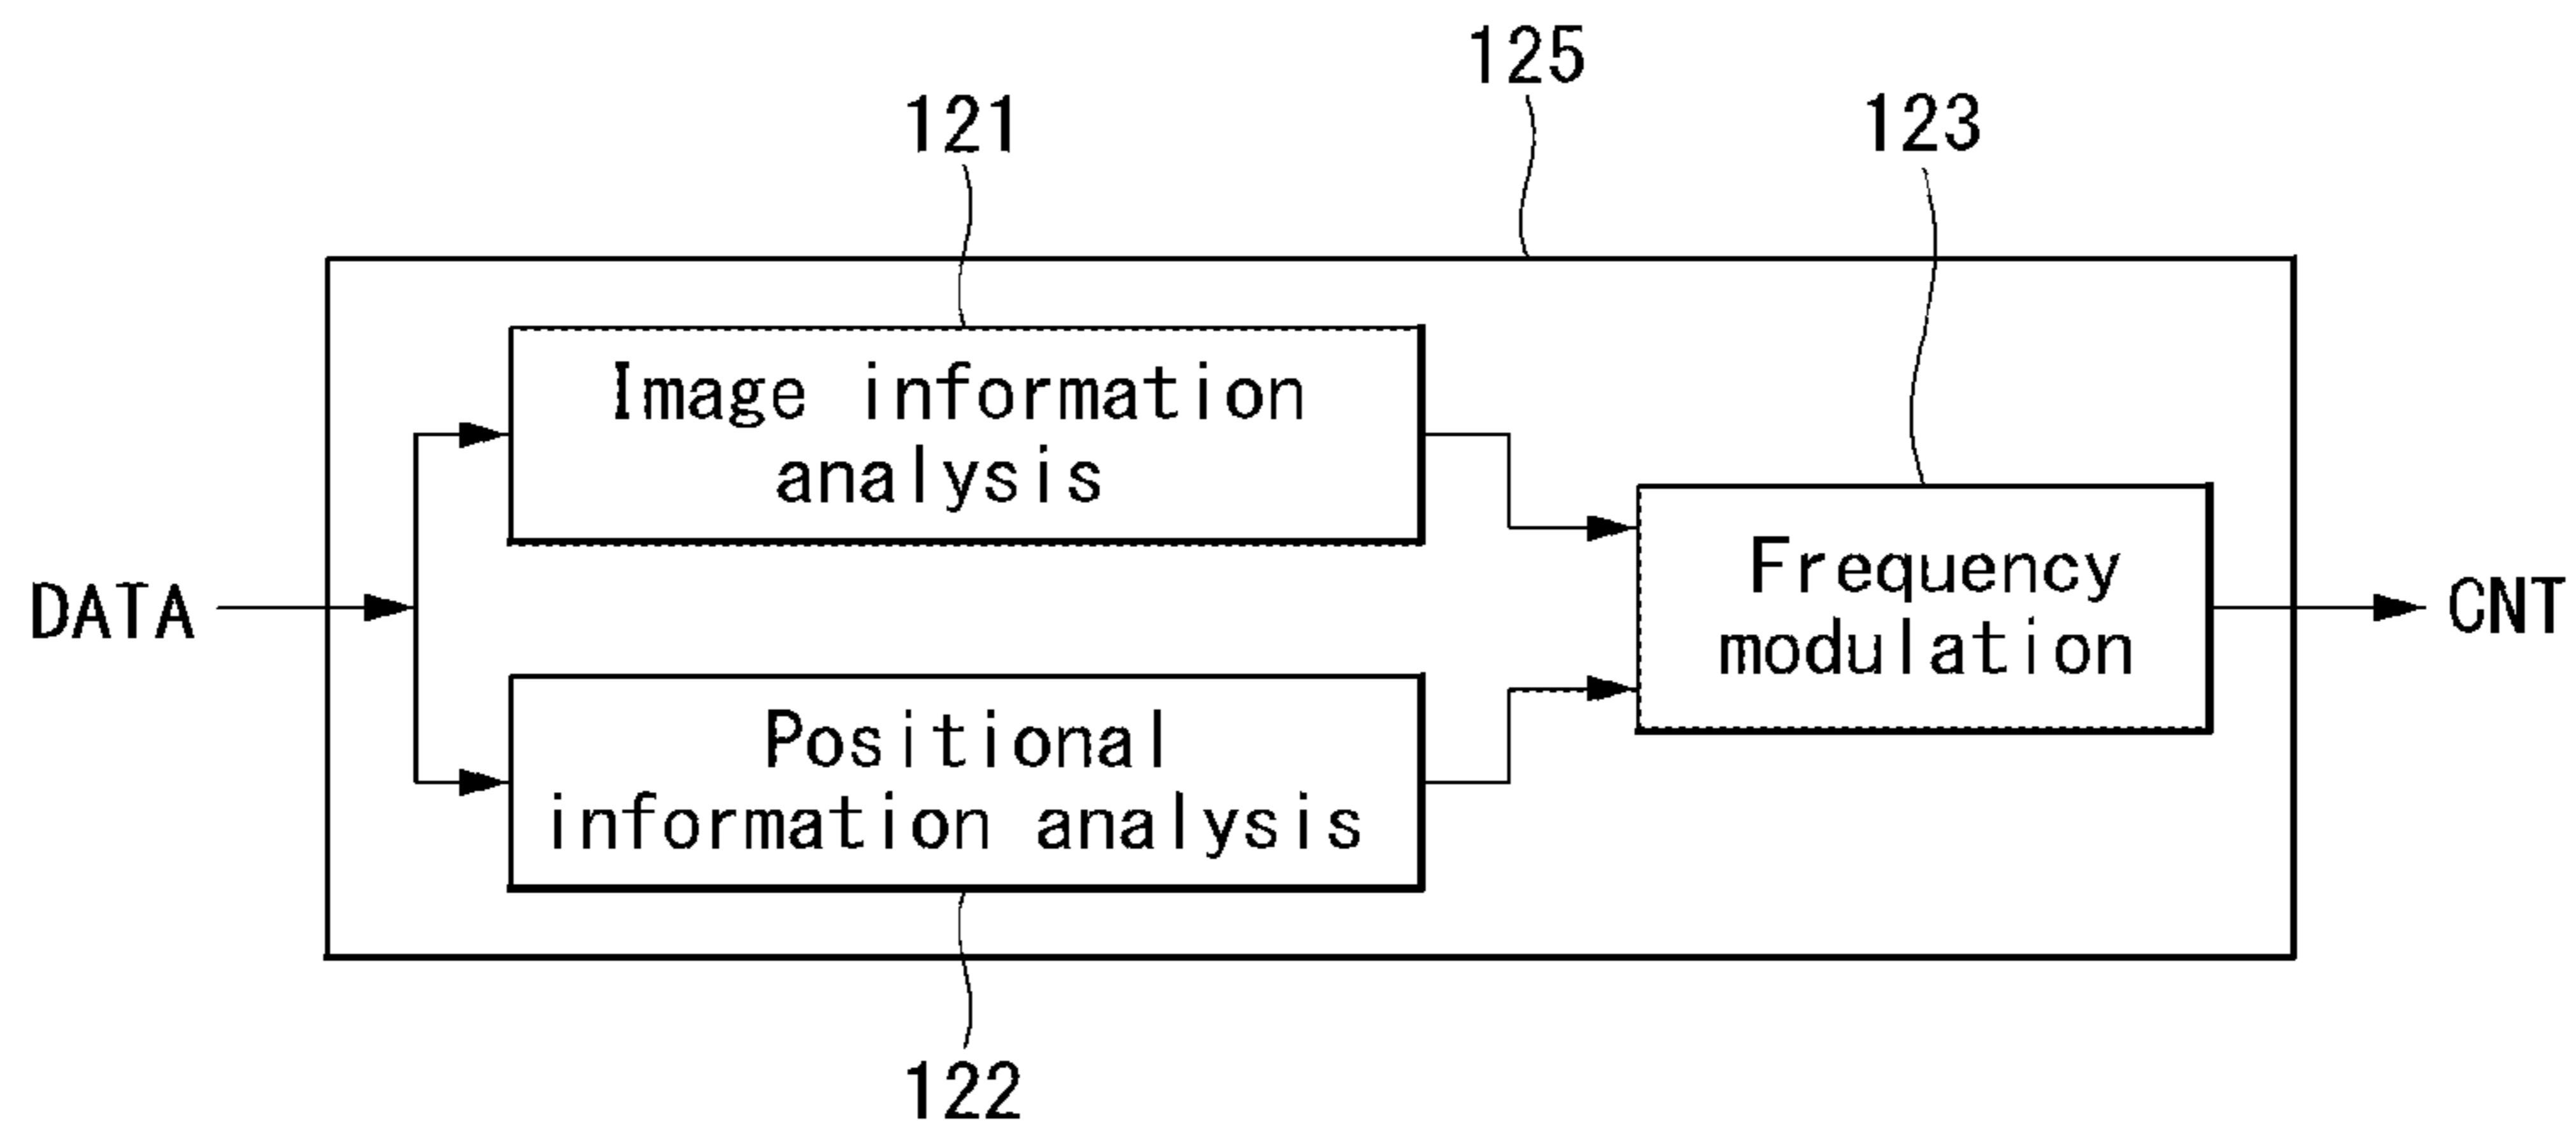 125
121
123
Image information
analysis
Frequency
modulation
DATA
CNT
Positional
information analysis
122